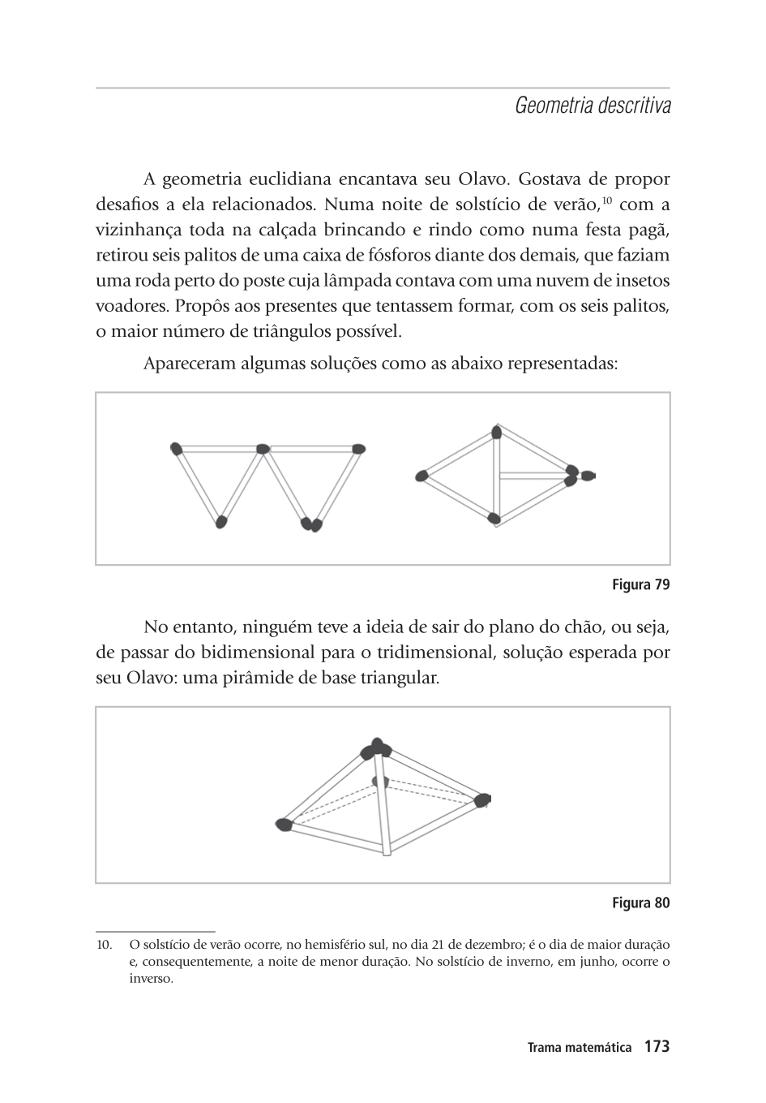 Geometria descritiva
A geometria euclidiana encantava seu Olavo. Gostava de propor
desafios a ela relacionados. Numa noite de solstício de verão,10 com a
vizinhança toda na calçada brincando e rindo como numa festa pagã,
retirou seis palitos de uma caixa de fósforos diante dos demais, que faziam
uma roda perto do poste cuja lâmpada contava com uma nuvem de insetos
voadores. Propôs aos presentes que tentassem formar, com os seis palitos,
o maior número de triângulos possível.
Apareceram algumas soluções como as abaixo representadas:
Figura 79
No entanto, ninguém teve a ideia de sair do plano do chão, ou seja,
de passar do bidimensional para o tridimensional, solução esperada por
seu Olavo: uma pirâmide de base triangular.
Figura 80
10. O solstício de verão ocorre, no hemisfério sul, no dia 21 de dezembro; é o dia de maior duração
e, consequentemente, a noite de menor duração. No solstício de inverno, em junho, ocorre o
inverso.
Trama matemática 173